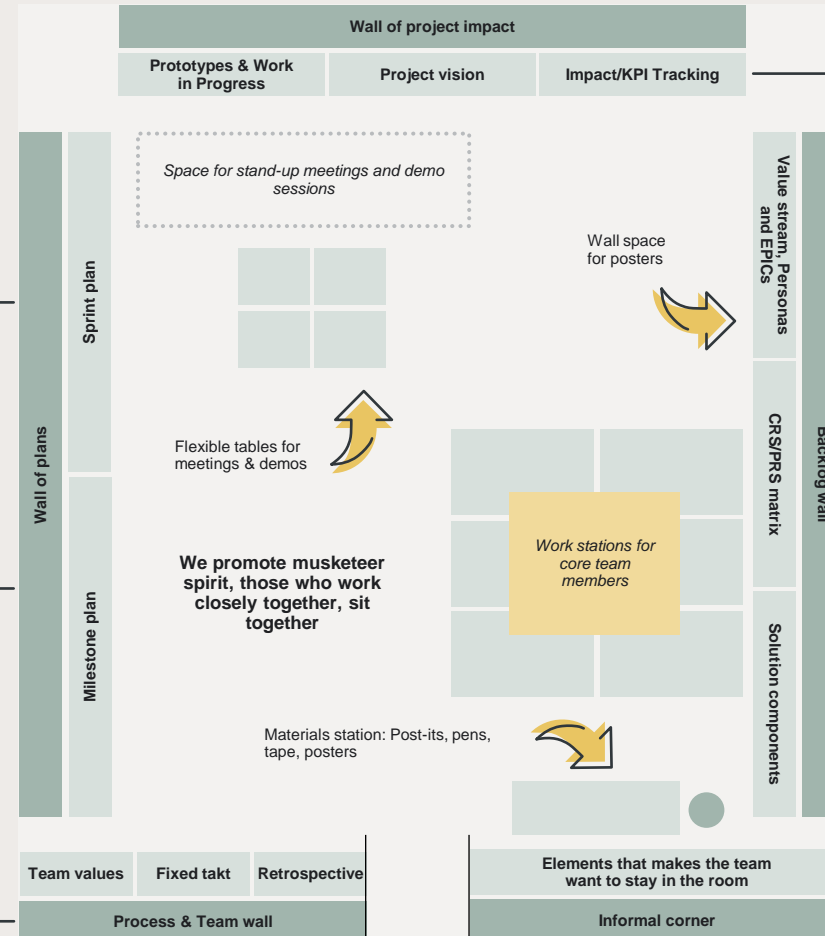 Wall of project impact
Prototypes & Work
in Progress
Project vision
Impact/KPI Tracking
Space for stand-up meetings and demo
sessions
Wall space
for posters
Value stream, Personas
and EPICs
Sprint plan
Wall of plans
Flexible tables for
meetings & demos
CRS/PRS matrix
Backlog wall
Work stations for
core team
members
We promote musketeer
spirit, those who work
closely together, sit
together
Milestone plan
Solution components
Materials station: Post-its, pens,
tape, posters
Team values
Fixed takt
Retrospective
Elements that makes the team
want to stay in the room
Process & Team wall
Informal corner